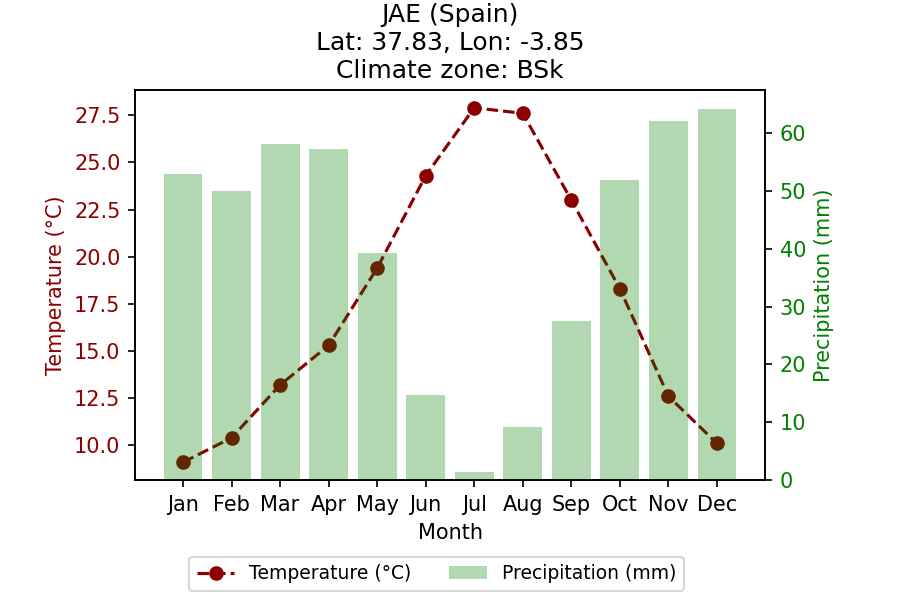 JAE (Spain)
Lat: 37.83, Lon: -3.85
Climate zone: BSk
Temperature (°C)
27.5
25.0
22.5
20.0
17.5
15.0
12.5
10.0
60
50
40
30
20
10
0
Precipitation (mm)
Jan Feb Mar Apr May Jun Jul Aug Sep Oct Nov Dec
Month
Temperature (°C) Precipitation (mm)